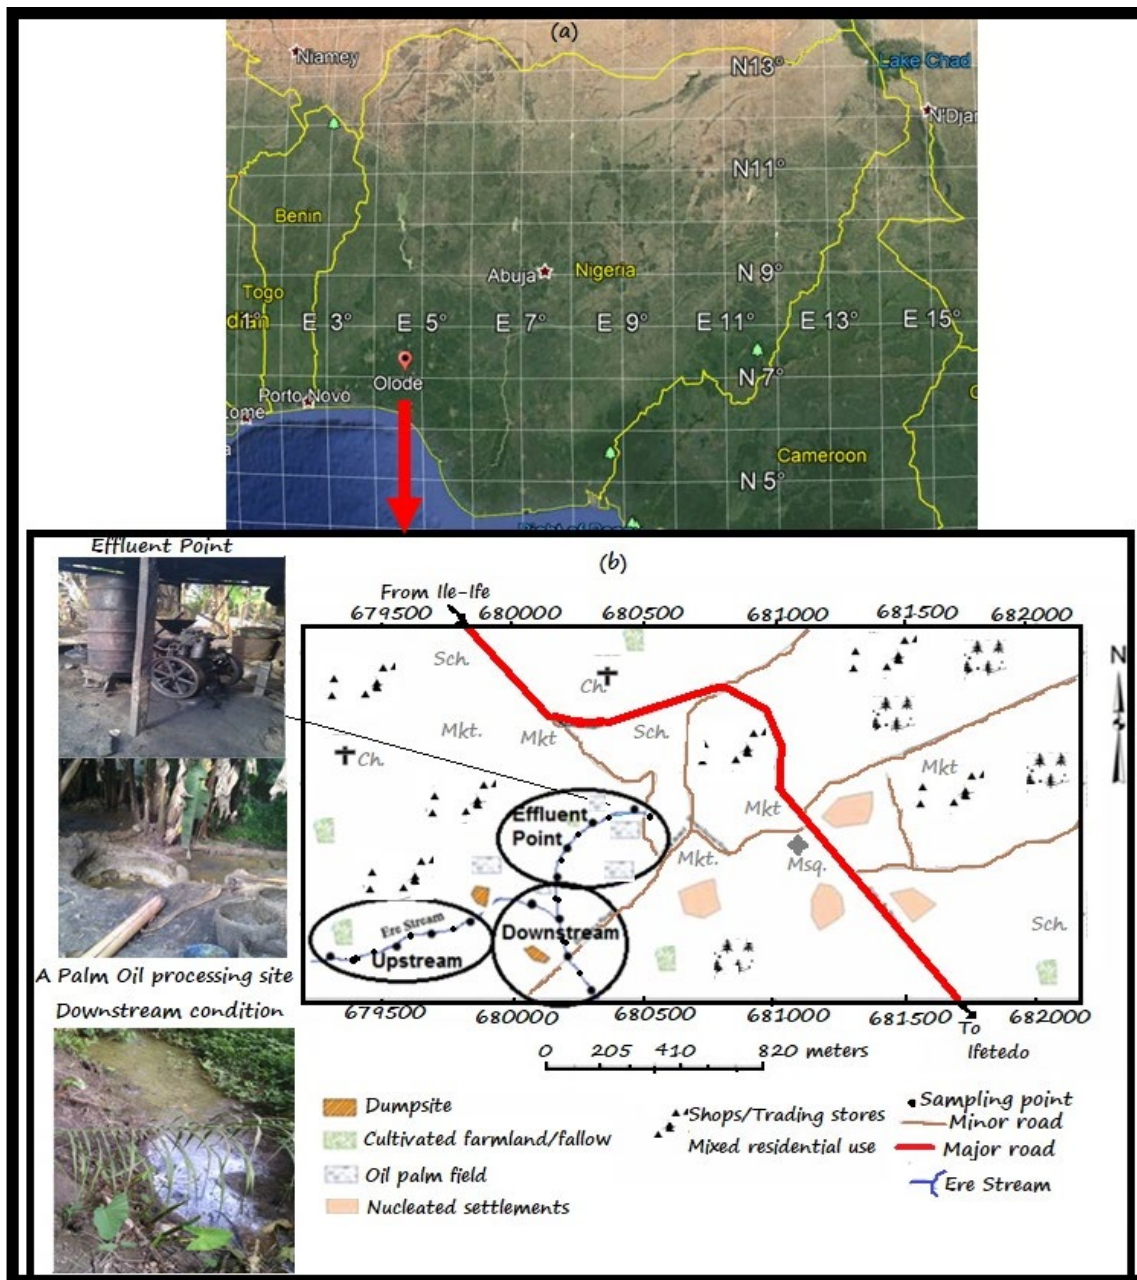 (a)
Niamey
N13°
Lake Chad
N'Djar
N11°
Benin
Abuja
Nigeria
N 9°
Togo
1°
E 3°
E 5°
E 7°
E 9°
E 11°
E 13°
E 15°
Olode
N 7°
Porto-Novo
Lome
Cameroon
N 5°
Effluent Point
(b)
From Ile-Ife
679500 680000 680500 681000 681500 682000
N
Sch.
Ch.
Mkt.
Mkt
Sch.
Ch.
Mkt
Mkt
Effluent
Point
Mkt.
Msq.
Ere Stream
Upstream
Downstream
Sch.
A Palm Oil processing site
Downstream condition
679500 680000 680500 681000 681500 682000
To
Ifetedo
0 205 410 820 meters
Dumpsite
Cultivated farmland/fallow
Oil palm field
Nucleated settlements
Shops/Trading stores
Mixed residential use
Sampling point
Minor road
Major road
Ere Stream